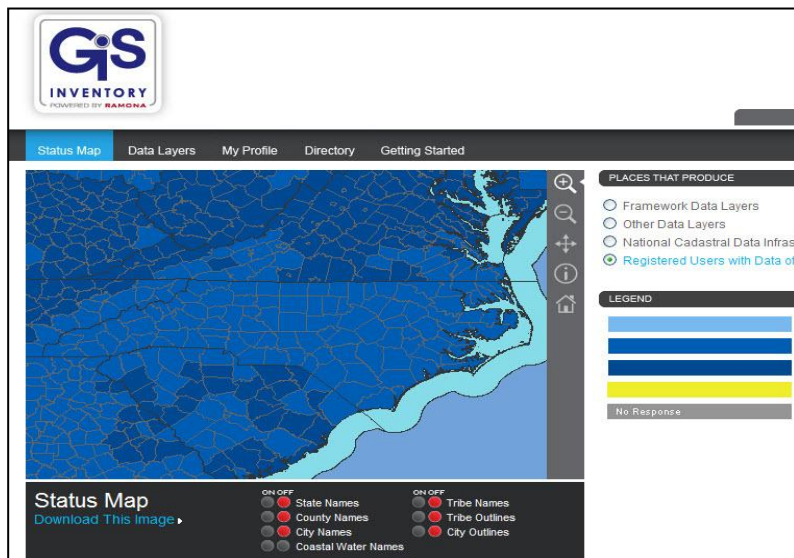 GIS
INVENTORY
POWERED BY RAMONA
Status Map Data Layers My Profile Directory Getting Started
PLACES THAT PRODUCE
Framework Data Layers
Other Data Layers
National Cadastral Data Infras
Registered Users with Data of
LEGEND
No Response
Status Map
Download This Image
ON OFF
State Names
County Names
City Names
Coastal Water Names
ON OFF
Tribe Names
Tribe Outlines
City Outlines